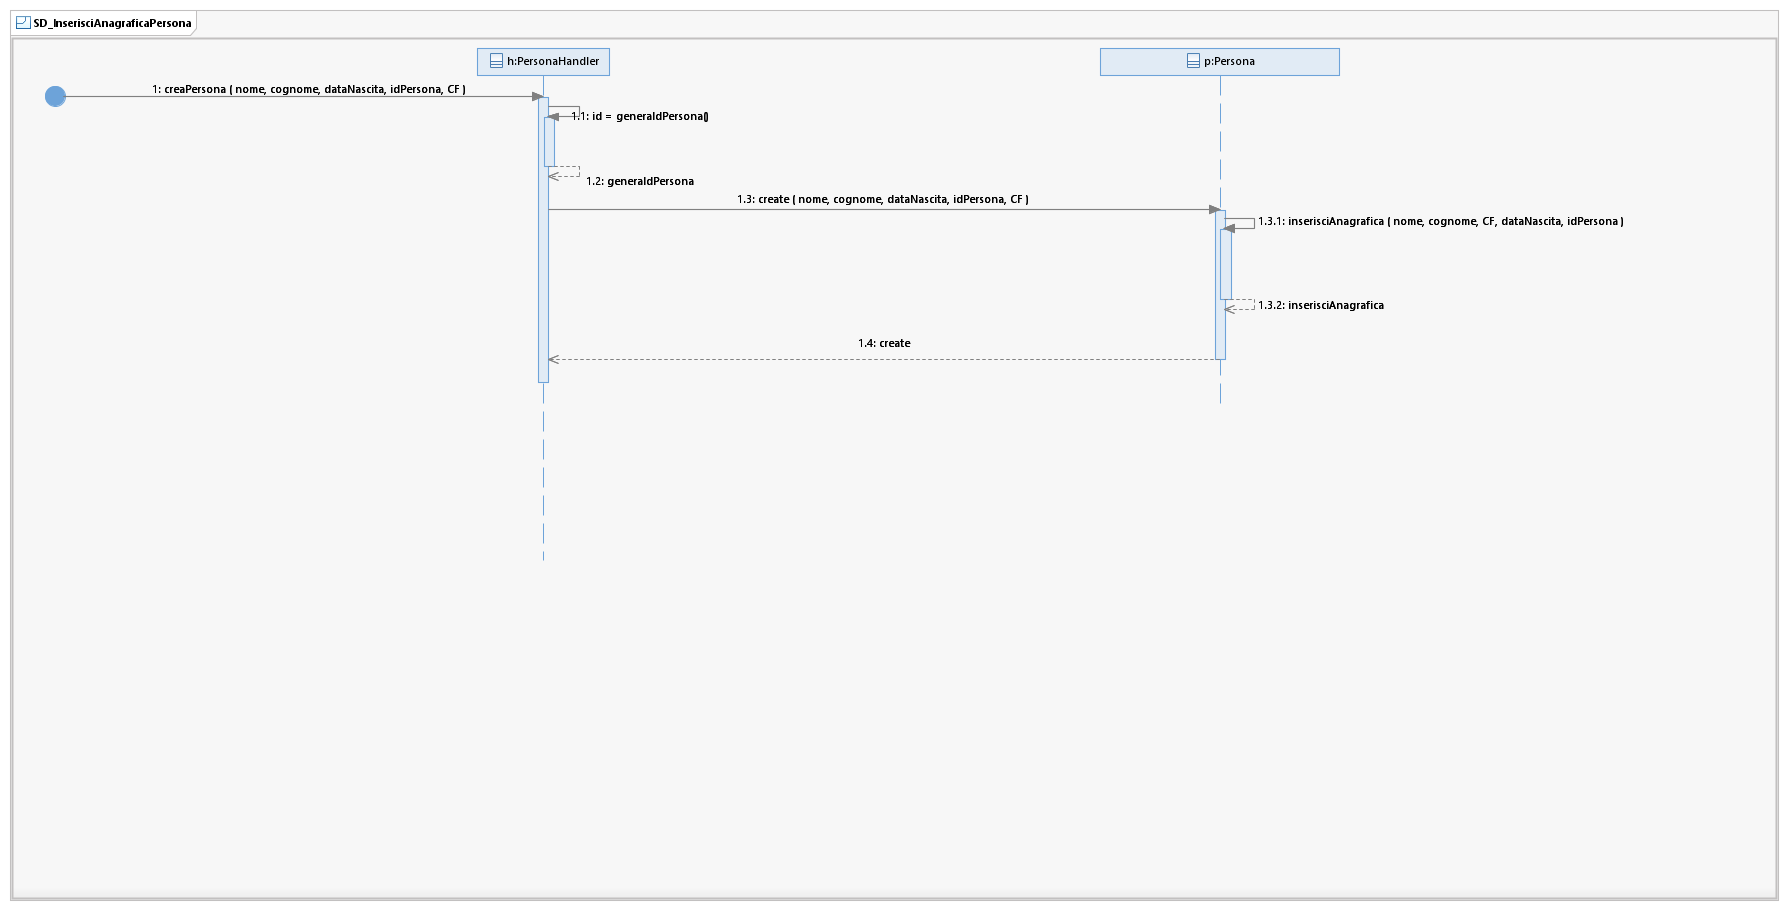 SD_InserisciAnagraficaPersona
h:PersonaHandler
p:Persona
1: creaPersona ( nome, cognome, dataNascita, idPersona, CF )
1.1: id = generaIdPersona()
1.2: generaIdPersona
1.3: create ( nome, cognome, dataNascita, idPersona, CF )
1.3.1: inserisciAnagrafica ( nome, cognome, CF, dataNascita, idPersona )
1.3.2: inserisciAnagrafica
1.4: create